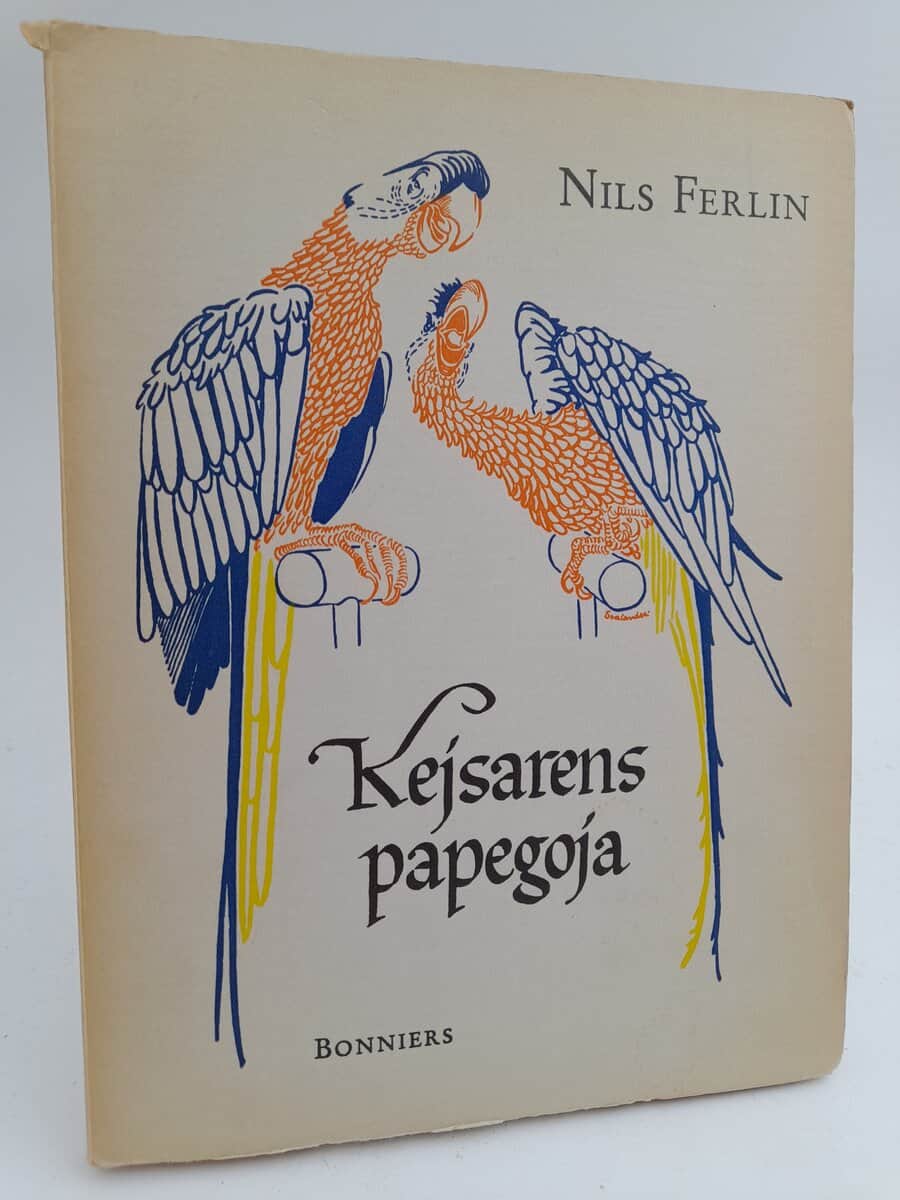 NILS FERLIN
Kejsarens
papegoja
BONNIERS